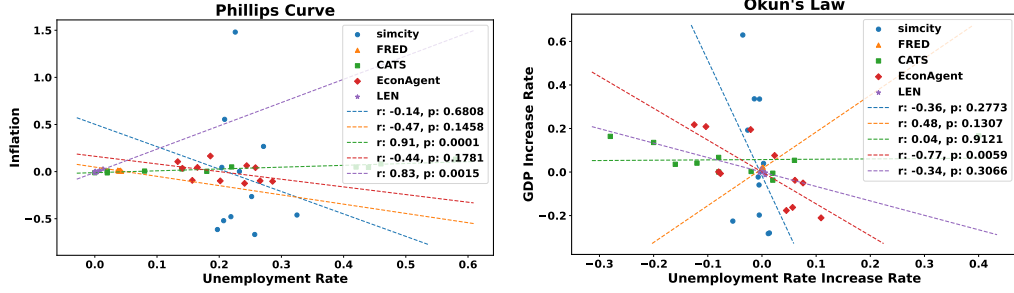 Phillips Curve
Inflation
1.5
1.0
0.5
0.0
−0.5
0.0
0.1
0.2
0.3
0.4
0.5
0.6
Unemployment Rate
simcity
FRED
CATS
EconAgent
LEN
r: -0.14, p: 0.6808
r: -0.47, p: 0.1458
r: 0.91, p: 0.0001
r: -0.44, p: 0.1781
r: 0.83, p: 0.0015
Okun's Law
GDP Increase Rate
0.6
0.4
0.2
0.0
−0.2
−0.3
−0.2
−0.1
0.0
0.1
0.2
0.3
0.4
Unemployment Rate Increase Rate
simcity
FRED
CATS
EconAgent
LEN
r: -0.36, p: 0.2773
r: 0.48, p: 0.1307
r: 0.04, p: 0.9121
r: -0.77, p: 0.0059
r: -0.34, p: 0.3066